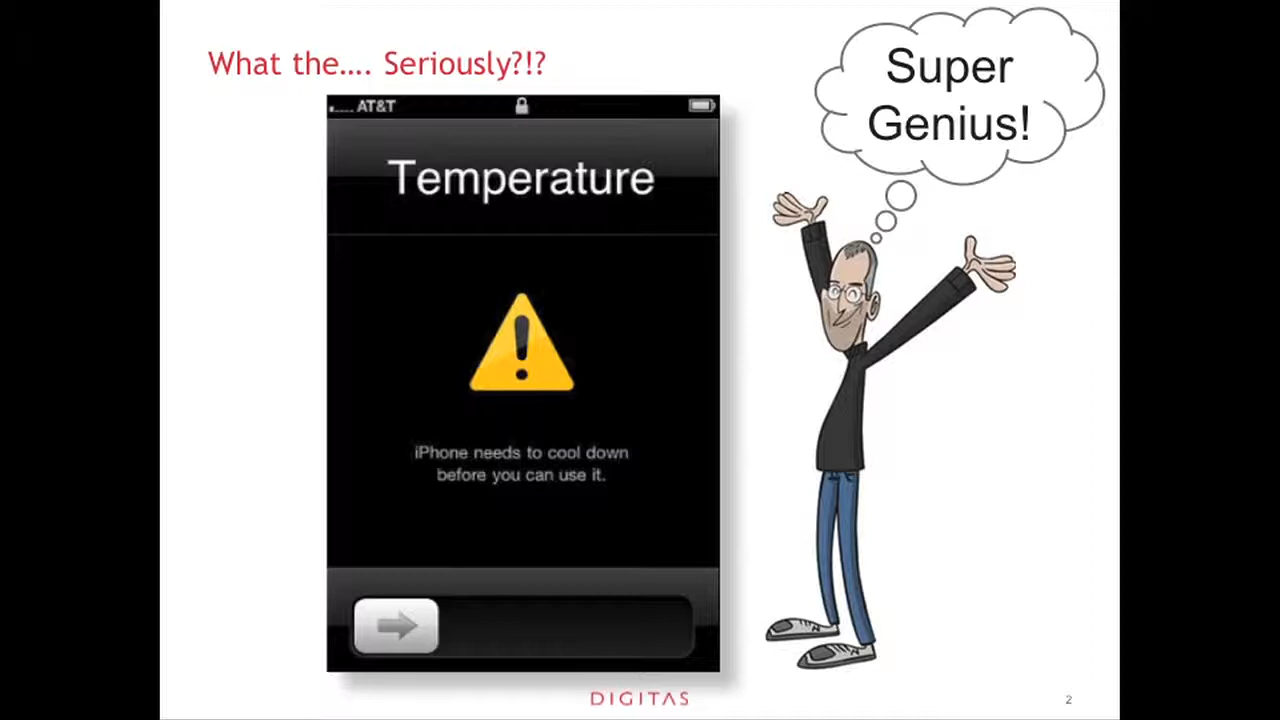 What the.... Seriously?!?
Super
Genius!
AT&T
Temperature
iPhone needs to cool down
before you can use it.
DIGITAS
2